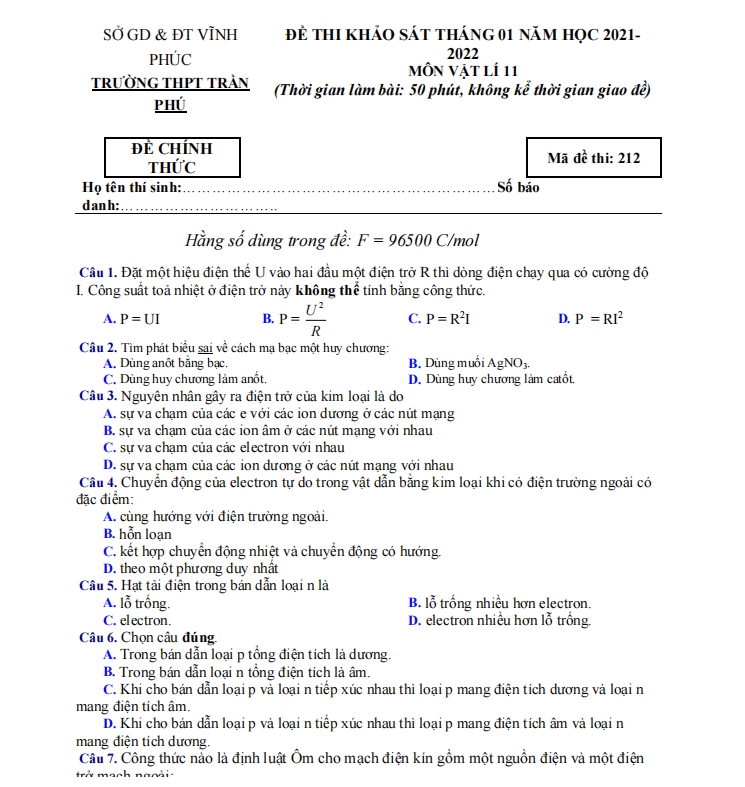 SỞ GD & ĐT VĨNH
PHÚC
TRƯỜNG THPT TRẦN
PHÚ
ĐỀ THI KHẢO SÁT THÁNG 01 NĂM HỌC 2021-
2022
MÔN VẬT LÍ 11
(Thời gian làm bài: 50 phút, không kể thời gian giao đề)
ĐỀ CHÍNH
THỨC
Mã đề thi: 212
Họ tên thí sinh:……………………………………………………….Số báo
danh:…………………………..
Hằng số dùng trong đề: F = 96500 C/mol
Câu 1. Đặt một hiệu điện thế U vào hai đầu một điện trở R thì dòng điện chạy qua có cường độ
I. Công suất toả nhiệt ở điện trở này không thể tính bằng công thức.
A. P = UI B. P = U²/R C. P = R²I D. P = RI²
Câu 2. Tìm phát biểu sai về cách mạ bạc một huy chương:
A. Dùng anôt bằng bạc. B. Dùng muối AgNO₃.
C. Dùng huy chương làm anốt. D. Dùng huy chương làm catốt.
Câu 3. Nguyên nhân gây ra điện trở của kim loại là do
A. sự va chạm của các e với các ion dương ở các nút mạng
B. sự va chạm của các ion âm ở các nút mạng với nhau
C. sự va chạm của các electron với nhau
D. sự va chạm của các ion dương ở các nút mạng với nhau
Câu 4. Chuyển động của electron tự do trong vật dẫn bằng kim loại khi có điện trường ngoài có
đặc điểm:
A. cùng hướng với điện trường ngoài.
B. hỗn loạn
C. kết hợp chuyển động nhiệt và chuyển động có hướng.
D. theo một phương duy nhất
Câu 5. Hạt tải điện trong bán dẫn loại n là
A. lỗ trống. B. lỗ trống nhiều hơn electron.
C. electron. D. electron nhiều hơn lỗ trống.
Câu 6. Chọn câu đúng.
A. Trong bán dẫn loại p tổng điện tích là dương.
B. Trong bán dẫn loại n tổng điện tích là âm.
C. Khi cho bán dẫn loại p và loại n tiếp xúc nhau thì loại p mang điện tích dương và loại n
mang điện tích âm.
D. Khi cho bán dẫn loại p và loại n tiếp xúc nhau thì loại p mang điện tích âm và loại n
mang điện tích dương.
Câu 7. Công thức nào là định luật Ôm cho mạch điện kín gồm một nguồn điện và một điện
trở mạch ngoài: